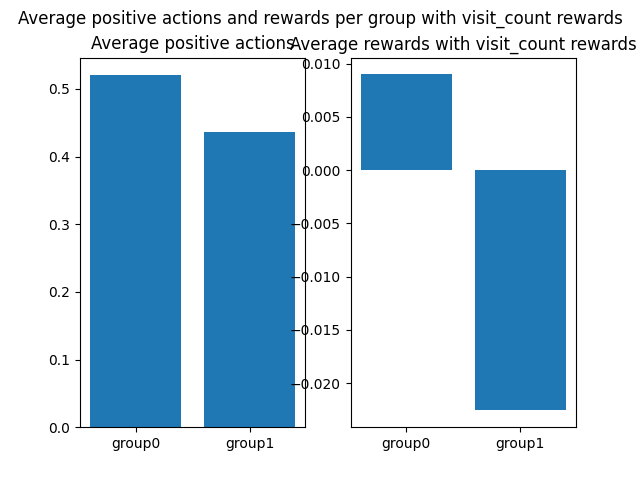 Average positive actions and rewards per group with visit_count rewards
Average positive actions
0.5
0.4
0.3
0.2
0.1
0.0
group0
group1
Average rewards with visit_count rewards
0.010
0.005
0.000
−0.005
−0.010
−0.015
−0.020
group0
group1